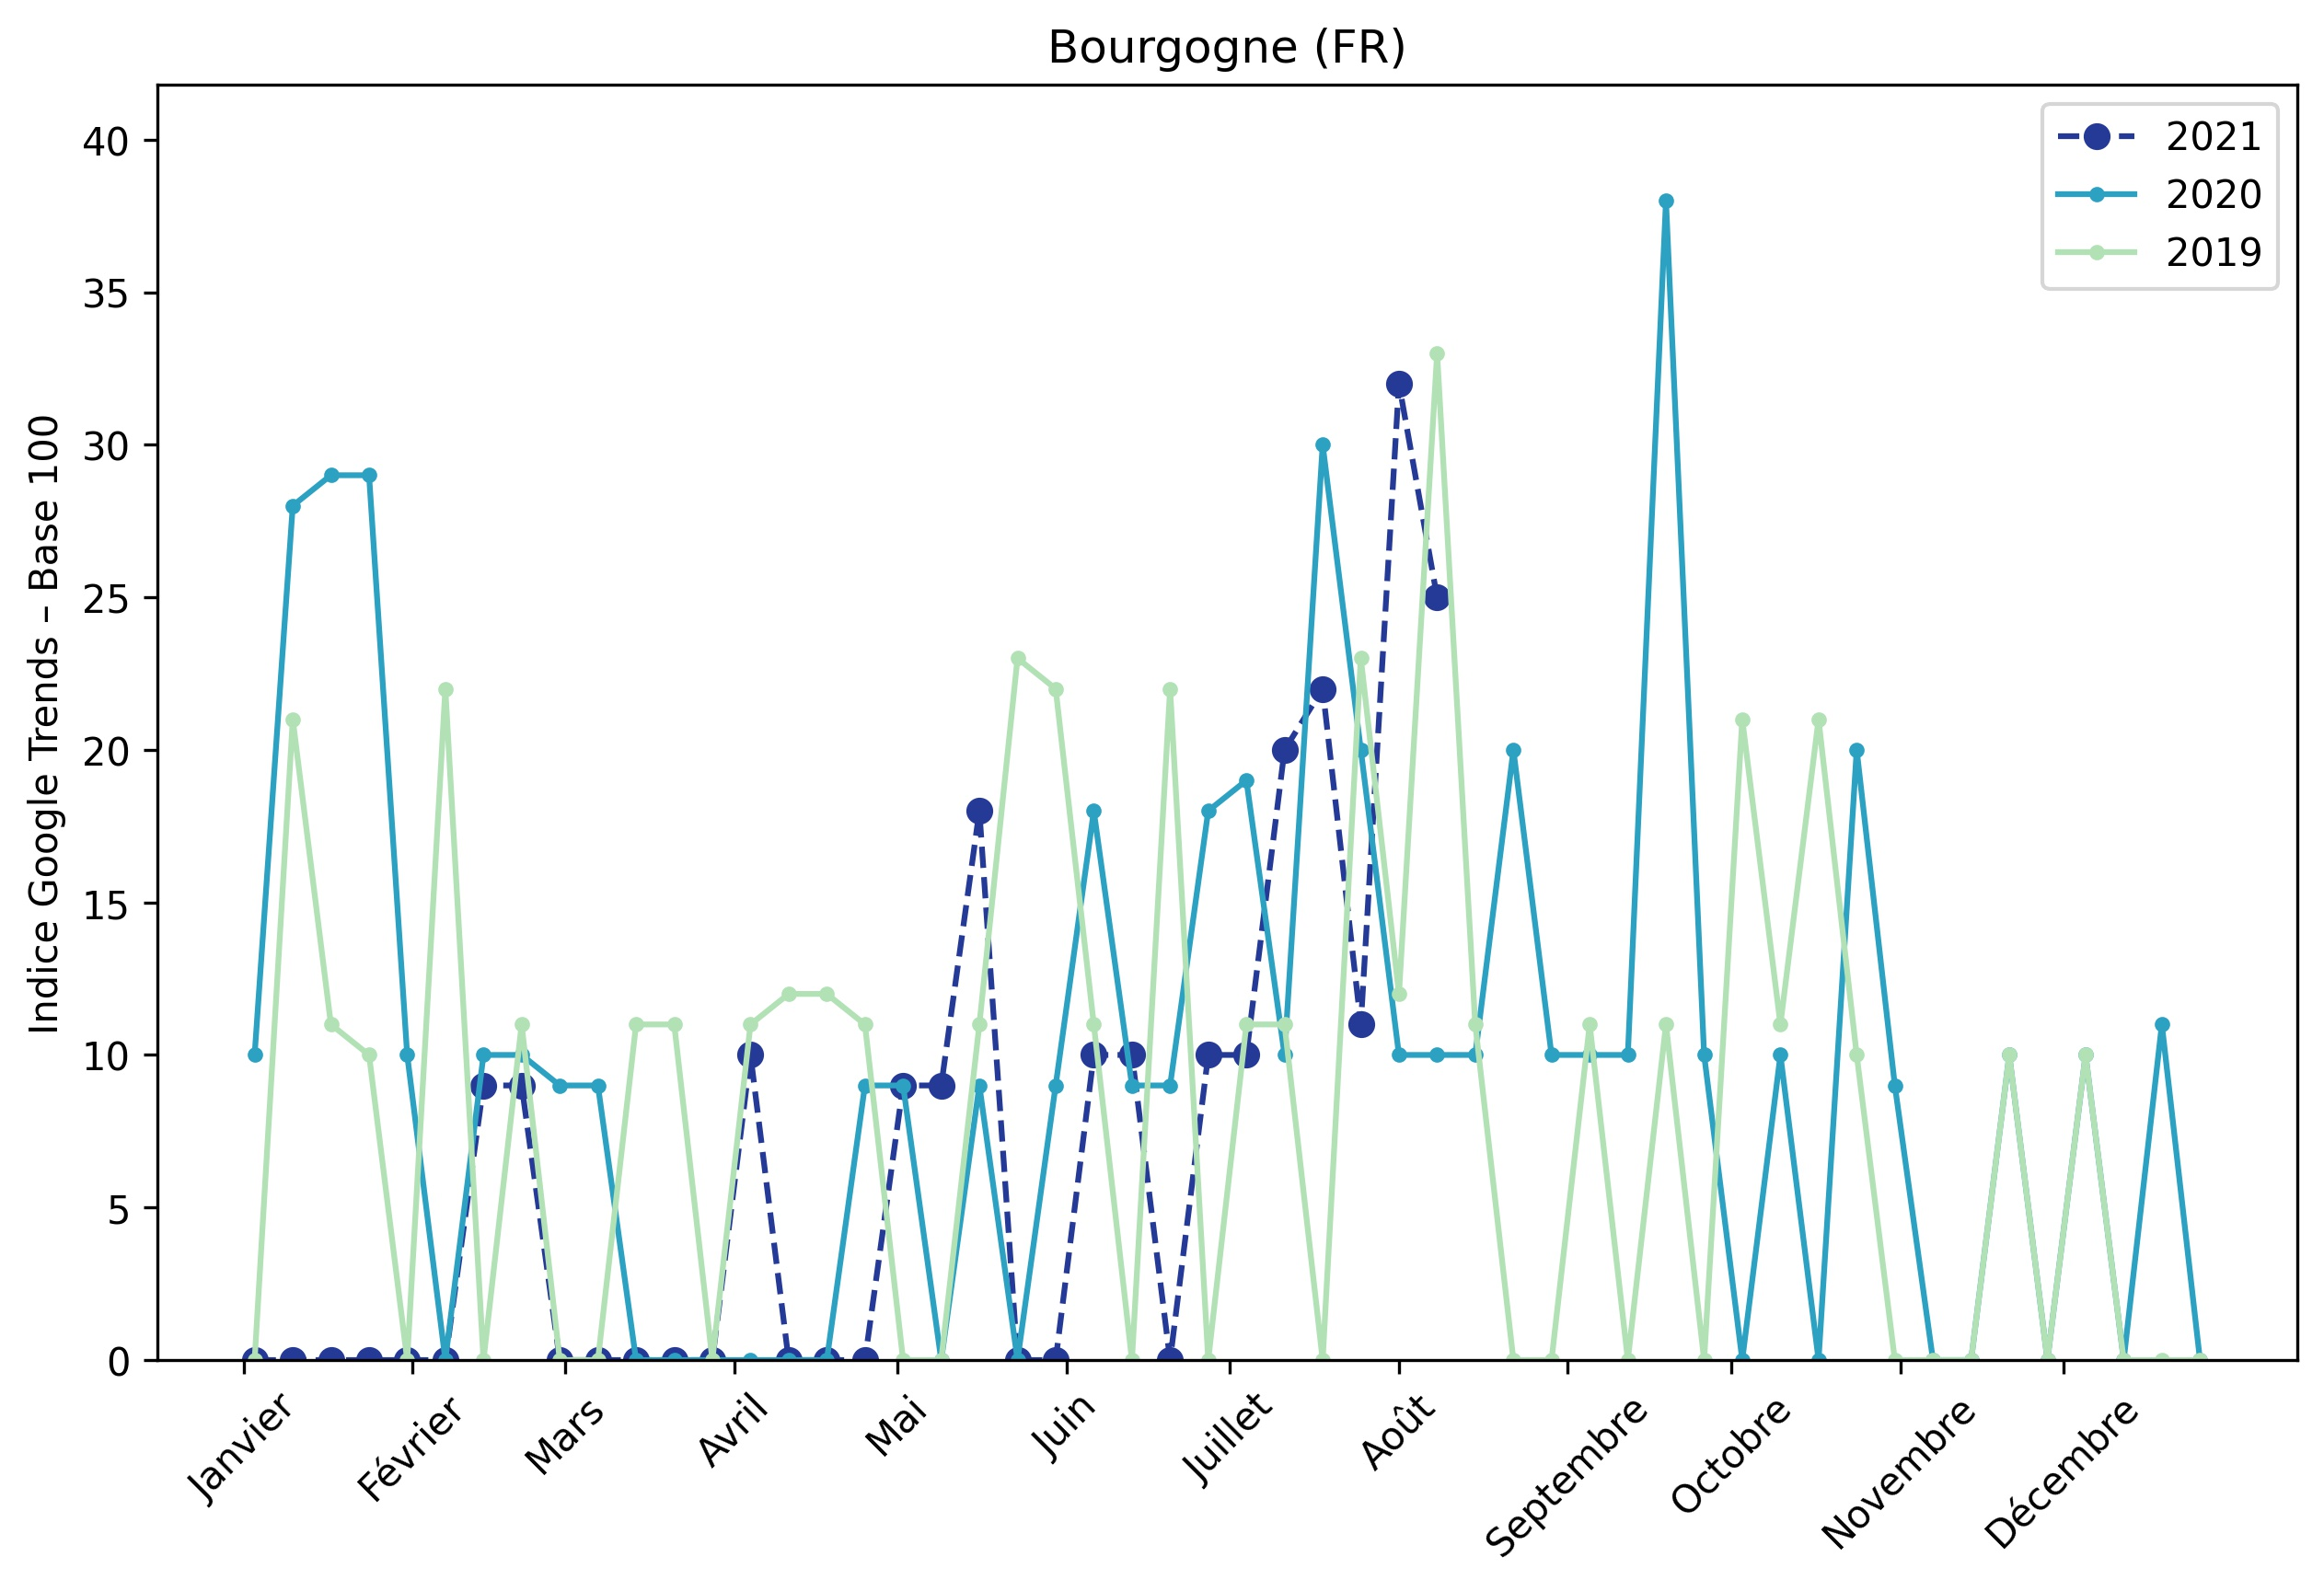 Bourgogne (FR)
Indice Google Trends – Base 100
40
35
30
25
20
15
10
5
0
2021
2020
2019
Janvier
Février
Mars
Avril
Mai
Juin
Juillet
Août
Septembre
Octobre
Novembre
Décembre